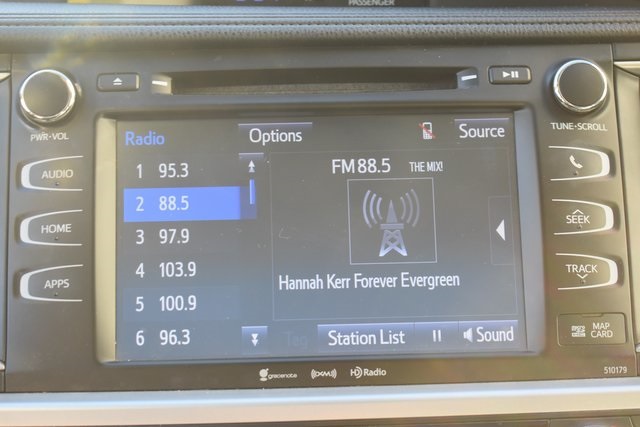 PASSENGER
PWR•VOL
TUNE•SCROLL
AUDIO
HOME
APPS
SEEK
TRACK
MAP CARD
Radio
Options
Source
1 95.3
2 88.5
3 97.9
4 103.9
5 100.9
6 96.3
FM 88.5 THE MIX!
Hannah Kerr Forever Evergreen
Tag
Station List
Sound
gracenote
((XM))
HD Radio
510179